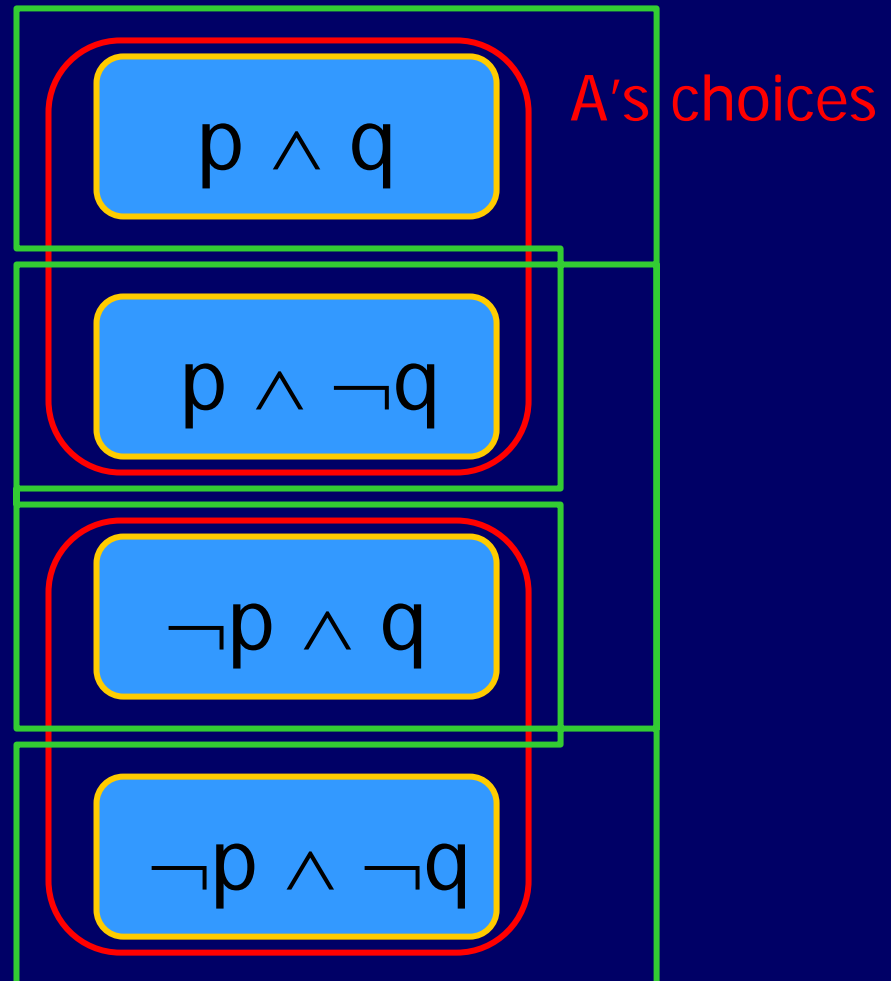 p ∧ q
A's choices
p ∧ ¬q
¬p ∧ q
¬p ∧ ¬q